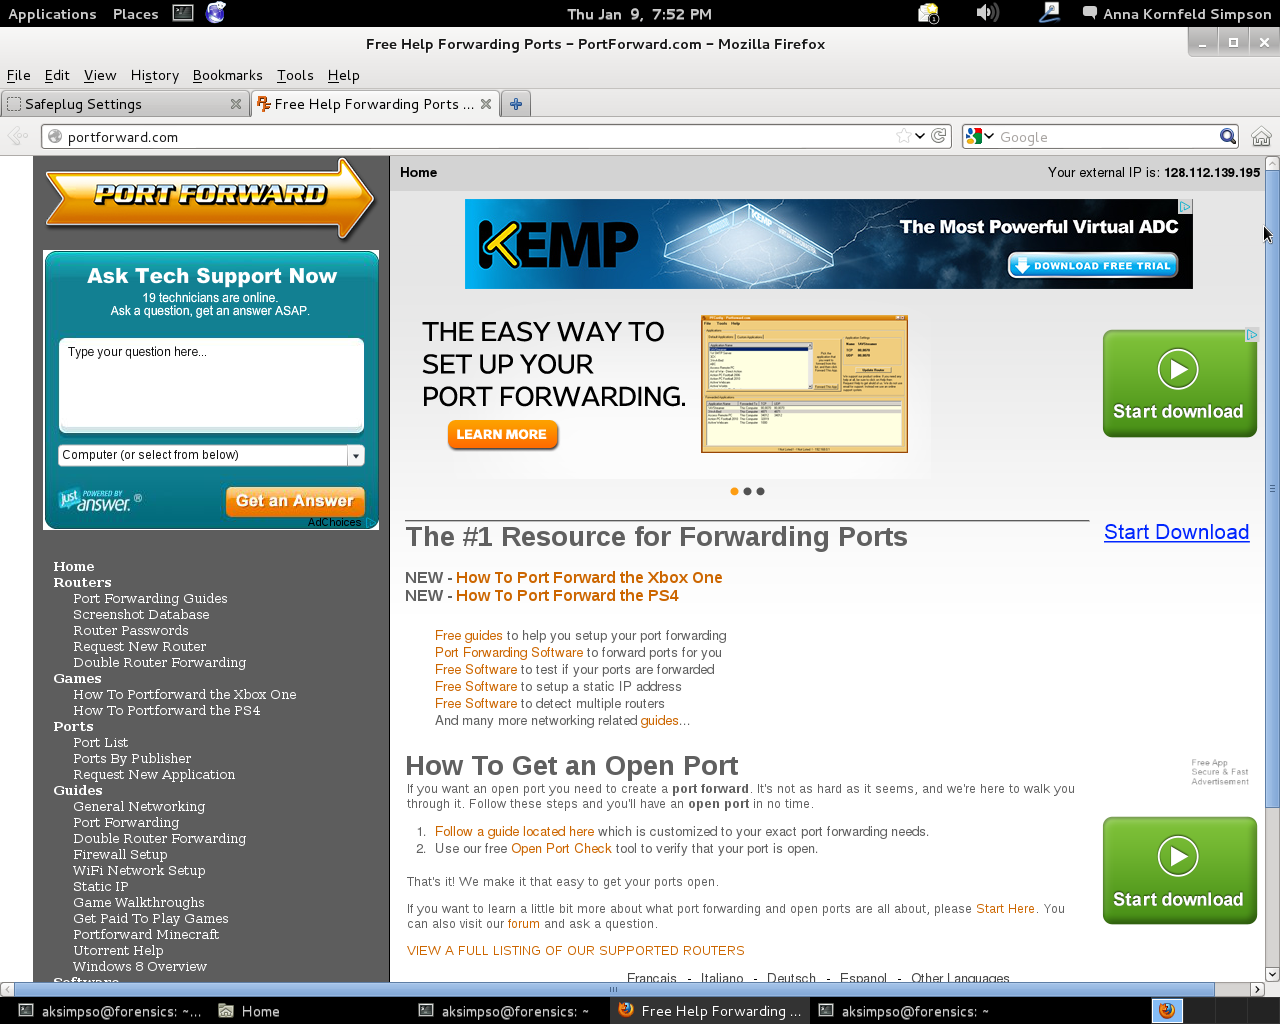 Applications Places Thu Jan 9, 7:52 PM Anna Kornfeld Simpson
Free Help Forwarding Ports - PortForward.com - Mozilla Firefox
File Edit View History Bookmarks Tools Help
Safeplug Settings Free Help Forwarding Ports ...
portforward.com Google
PORT FORWARD
Ask Tech Support Now
19 technicians are online.
Ask a question, get an answer ASAP.
Type your question here...
Computer (or select from below)
just answer. POWERED BY ®
Get an Answer
AdChoices
Home
Routers
Port Forwarding Guides
Screenshot Database
Router Passwords
Request New Router
Double Router Forwarding
Games
How To Portforward the Xbox One
How To Portforward the PS4
Ports
Port List
Ports By Publisher
Request New Application
Guides
General Networking
Port Forwarding
Double Router Forwarding
Firewall Setup
WiFi Network Setup
Static IP
Game Walkthroughs
Get Paid To Play Games
Portforward Minecraft
Utorrent Help
Windows 8 Overview
Software
Home Your external IP is: 128.112.139.195
KEMP
The Most Powerful Virtual ADC
DOWNLOAD FREE TRIAL
THE EASY WAY TO
SET UP YOUR
PORT FORWARDING.
LEARN MORE
Start download
The #1 Resource for Forwarding Ports
Start Download
NEW - How To Port Forward the Xbox One
NEW - How To Port Forward the PS4
Free guides to help you setup your port forwarding
Port Forwarding Software to forward ports for you
Free Software to test if your ports are forwarded
Free Software to setup a static IP address
Free Software to detect multiple routers
And many more networking related guides...
How To Get an Open Port
If you want an open port you need to create a port forward. It's not as hard as it seems, and we're here to walk you
through it. Follow these steps and you'll have an open port in no time.
1. Follow a guide located here which is customized to your exact port forwarding needs.
2. Use our free Open Port Check tool to verify that your port is open.
That's it! We make it that easy to get your ports open.
If you want to learn a little bit more about what port forwarding and open ports are all about, please Start Here. You
can also visit our forum and ask a question.
VIEW A FULL LISTING OF OUR SUPPORTED ROUTERS
Francais - Italiano - Deutsch - Espanol - Other Languages
Free App
Secure & Fast
Advertisement
Start download
aksimpso@forensics: ~... Home aksimpso@forensics: ~ Free Help Forwarding ... aksimpso@forensics: ~